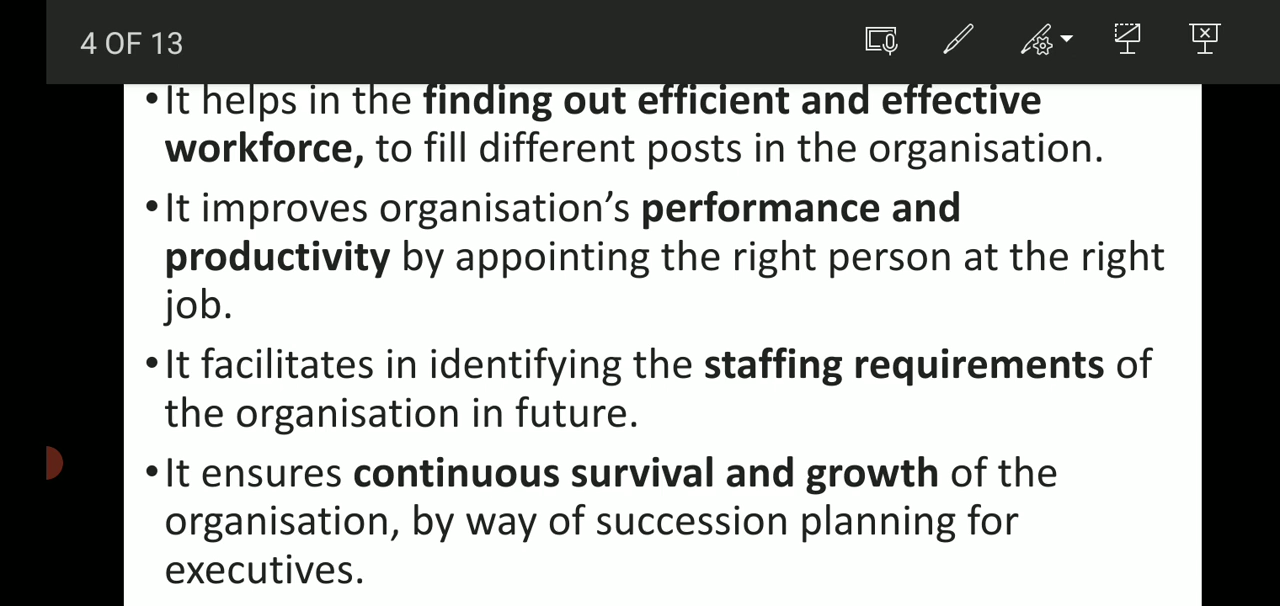 4 OF 13
•It helps in the finding out efficient and effective
workforce, to fill different posts in the organisation.
•It improves organisation’s performance and
productivity by appointing the right person at the right
job.
•It facilitates in identifying the staffing requirements of
the organisation in future.
•It ensures continuous survival and growth of the
organisation, by way of succession planning for
executives.